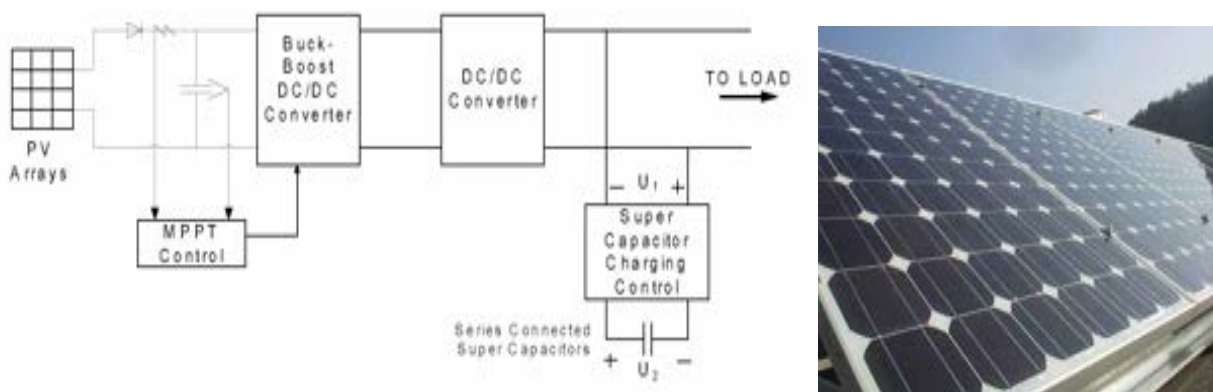 PV
Arrays
Buck-
Boost
DC/DC
Converter
DC/DC
Converter
TO LOAD
MPPT
Control
– U₁ +
Super
Capacitor
Charging
Control
Series Connected
Super Capacitors
+ U₂ –